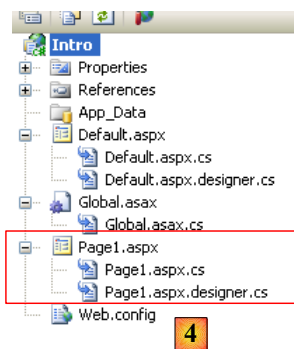 Intro
Properties
References
App_Data
Default.aspx
Default.aspx.cs
Default.aspx.designer.cs
Global.asax
Global.asax.cs
Page1.aspx
Page1.aspx.cs
Page1.aspx.designer.cs
Web.config
4